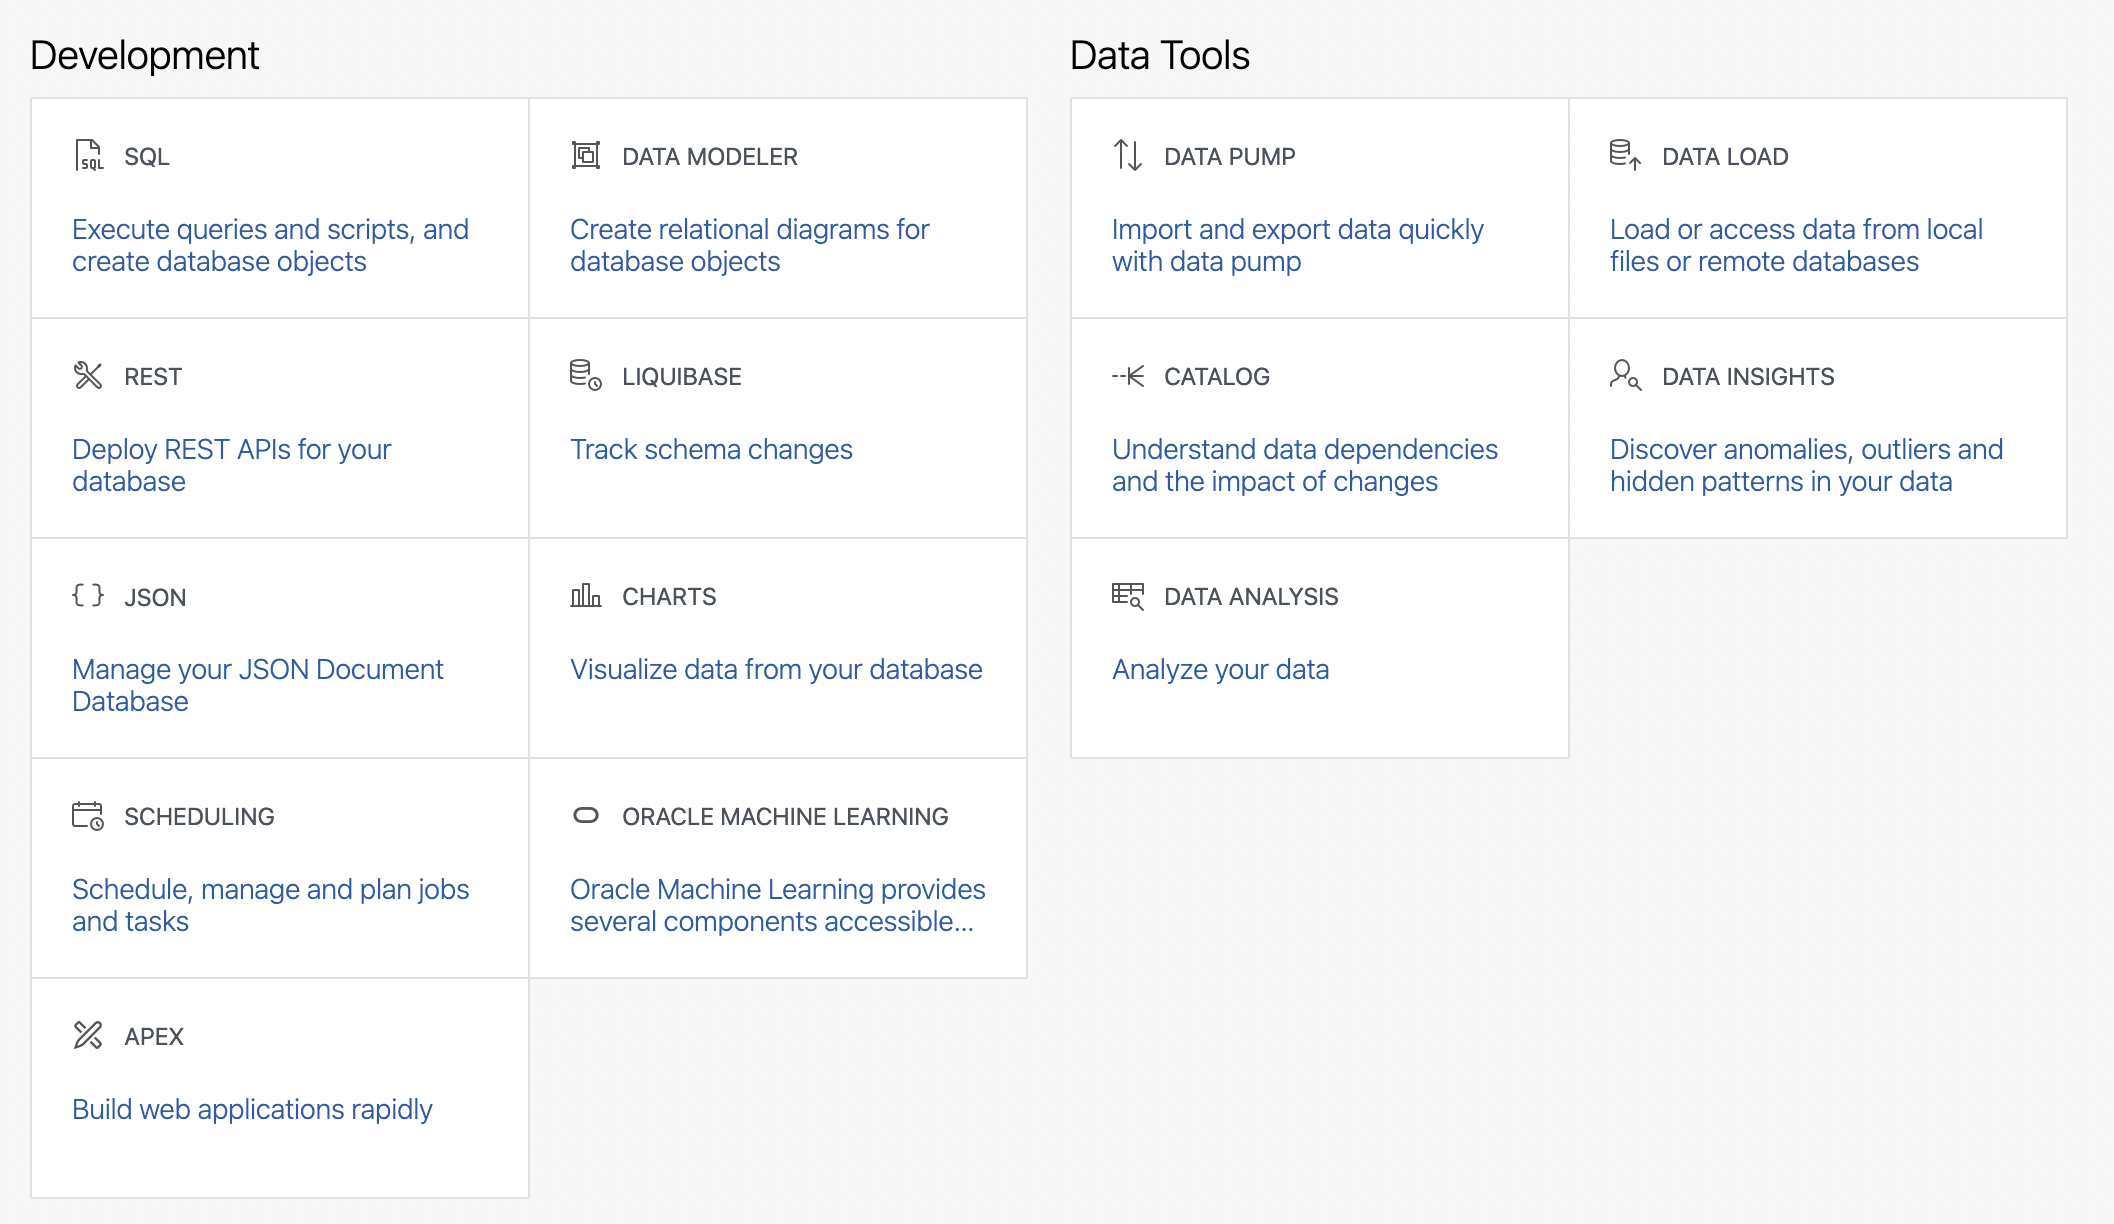 Development
SQL
Execute queries and scripts, and
create database objects
DATA MODELER
Create relational diagrams for
database objects
REST
Deploy REST APIs for your
database
LIQUIBASE
Track schema changes
{ } JSON
Manage your JSON Document
Database
CHARTS
Visualize data from your database
SCHEDULING
Schedule, manage and plan jobs
and tasks
ORACLE MACHINE LEARNING
Oracle Machine Learning provides
several components accessible...
APEX
Build web applications rapidly
Data Tools
DATA PUMP
Import and export data quickly
with data pump
DATA LOAD
Load or access data from local
files or remote databases
CATALOG
Understand data dependencies
and the impact of changes
DATA INSIGHTS
Discover anomalies, outliers and
hidden patterns in your data
DATA ANALYSIS
Analyze your data